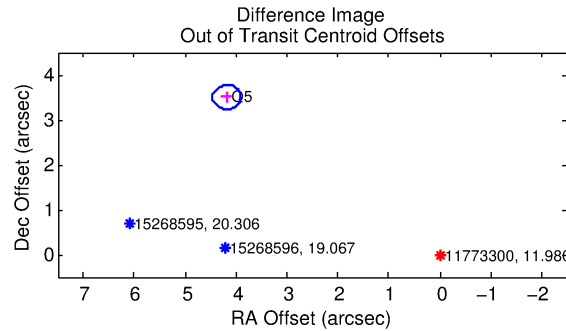 Difference Image
Out of Transit Centroid Offsets
Dec Offset (arcsec)
4
3
2
1
0
Q5
15268595, 20.306
15268596, 19.067
11773300, 11.986
7 6 5 4 3 2 1 0 −1 −2
RA Offset (arcsec)